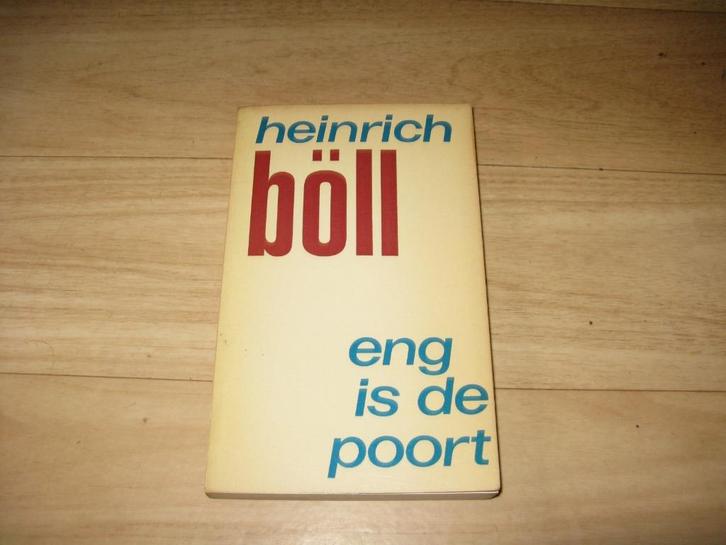 heinrich
böll
eng
is de
poort